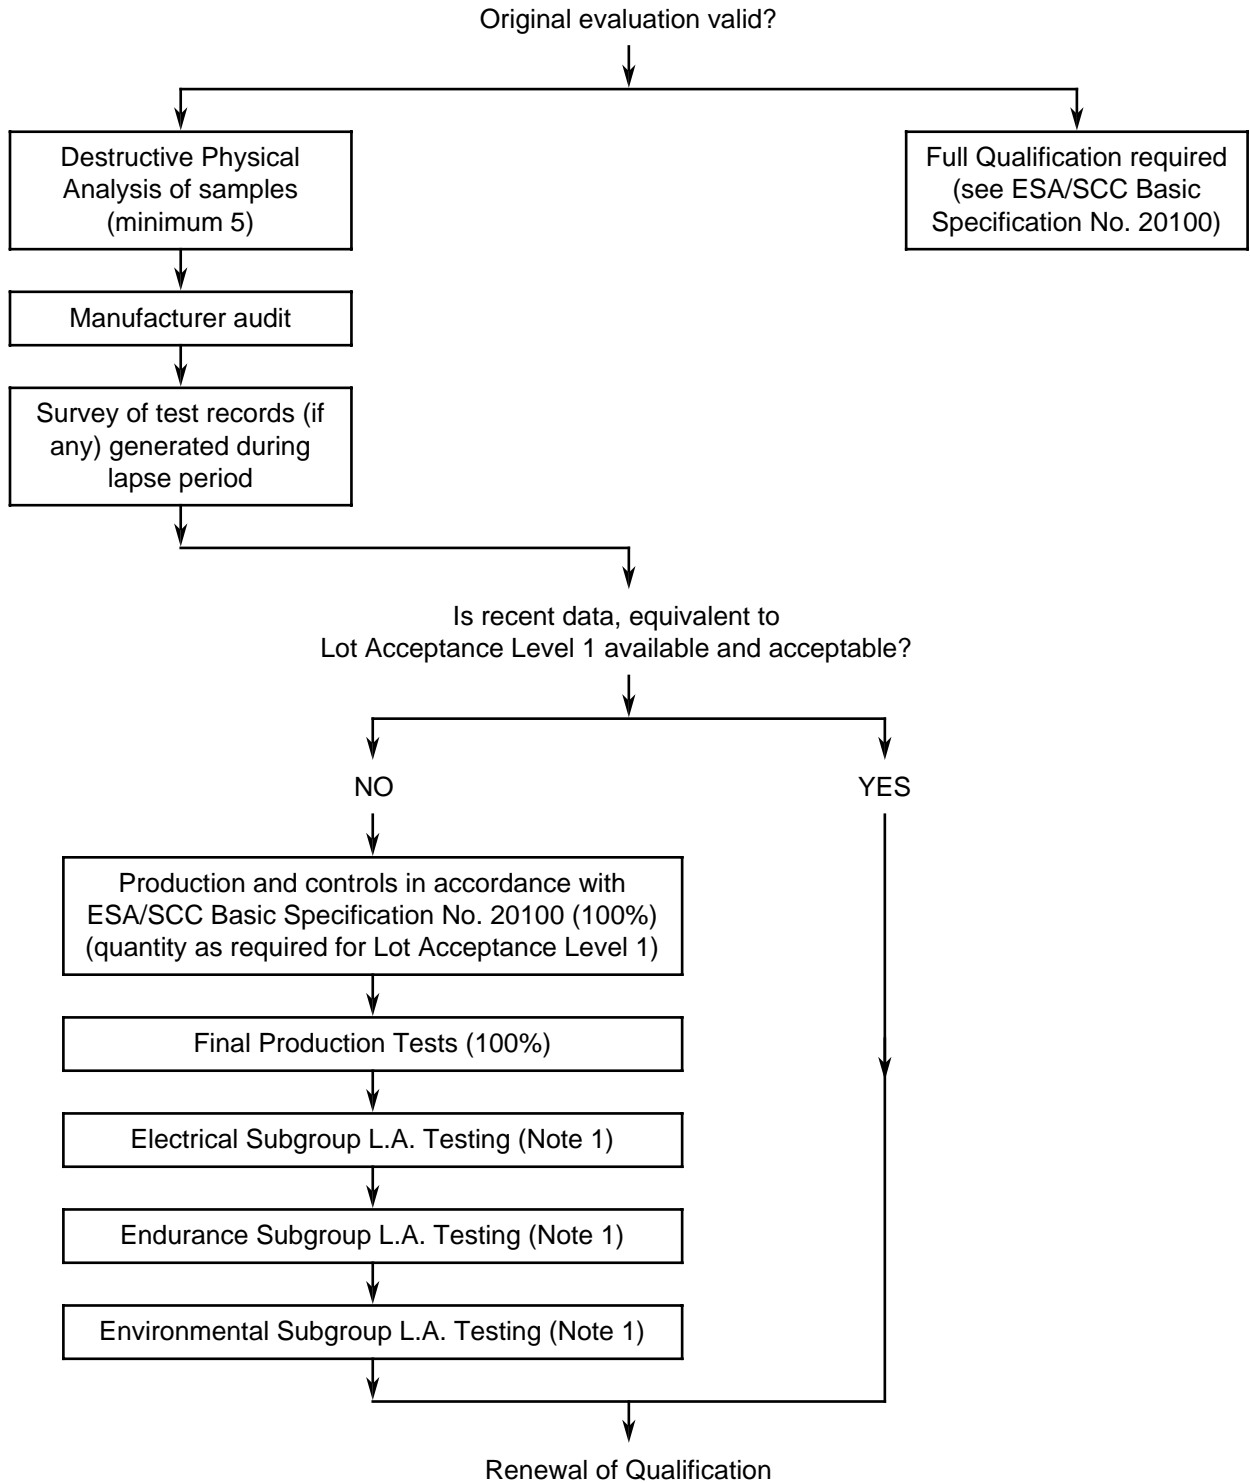 Original evaluation valid?
Destructive Physical
Analysis of samples
(minimum 5)
Full Qualification required
(see ESA/SCC Basic
Specification No. 20100)
Manufacturer audit
Survey of test records (if
any) generated during
lapse period
Is recent data, equivalent to
Lot Acceptance Level 1 available and acceptable?
NO
YES
Production and controls in accordance with
ESA/SCC Basic Specification No. 20100 (100%)
(quantity as required for Lot Acceptance Level 1)
Final Production Tests (100%)
Electrical Subgroup L.A. Testing (Note 1)
Endurance Subgroup L.A. Testing (Note 1)
Environmental Subgroup L.A. Testing (Note 1)
Renewal of Qualification